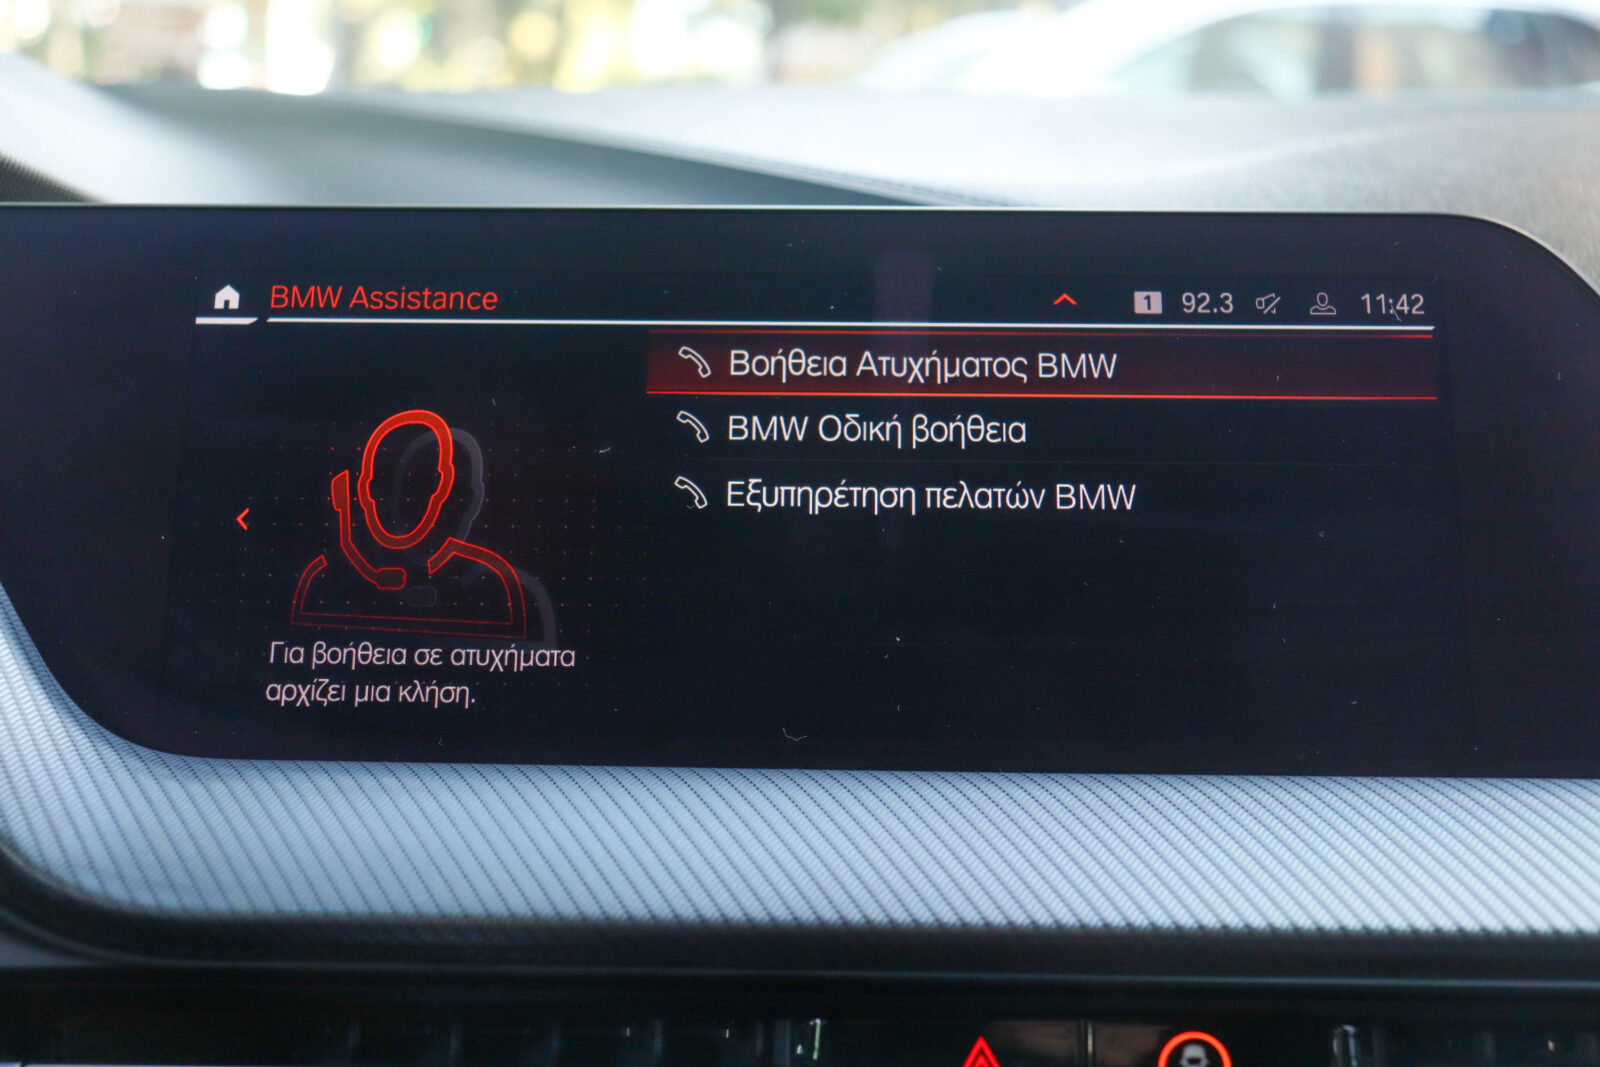 BMW Assistance
1 92.3 11:42
Βοήθεια Ατυχήματος BMW
BMW Οδική βοήθεια
Εξυπηρέτηση πελατών BMW
Για βοήθεια σε ατυχήματα
αρχίζει μια κλήση.